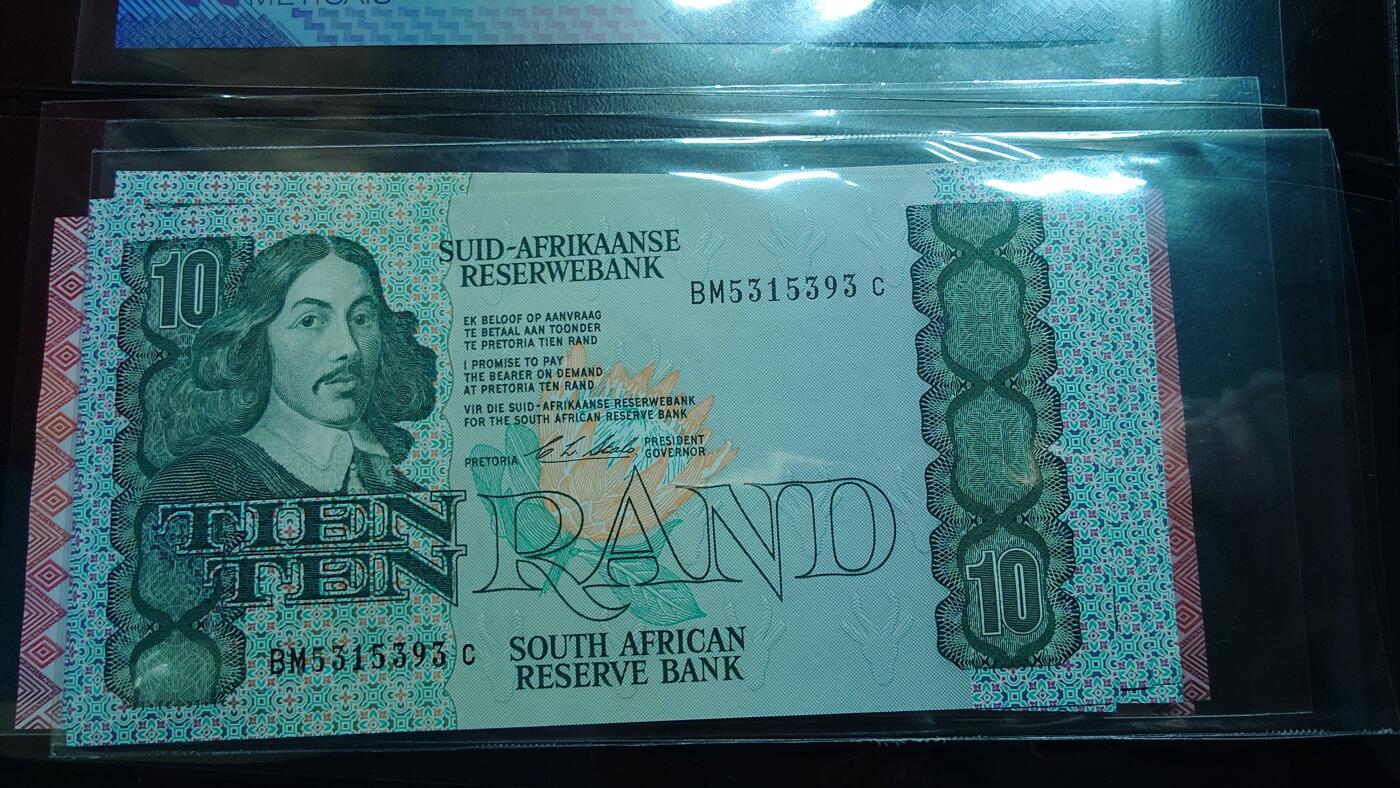 METICAIS
10
SUID-AFRIKAANSE
RESERWEBANK
BM5315393 C
EK BELOOF OP AANVRAAG
TE BETAAL AAN TOONDER
TE PRETORIA TIEN RAND
I PROMISE TO PAY
THE BEARER ON DEMAND
AT PRETORIA TEN RAND
VIR DIE SUID-AFRIKAANSE RESERWEBANK
FOR THE SOUTH AFRICAN RESERVE BANK
PRETORIA
PRESIDENT
GOVERNOR
TIEN
TEN
RAND
10
BM5315393 C
SOUTH AFRICAN
RESERVE BANK